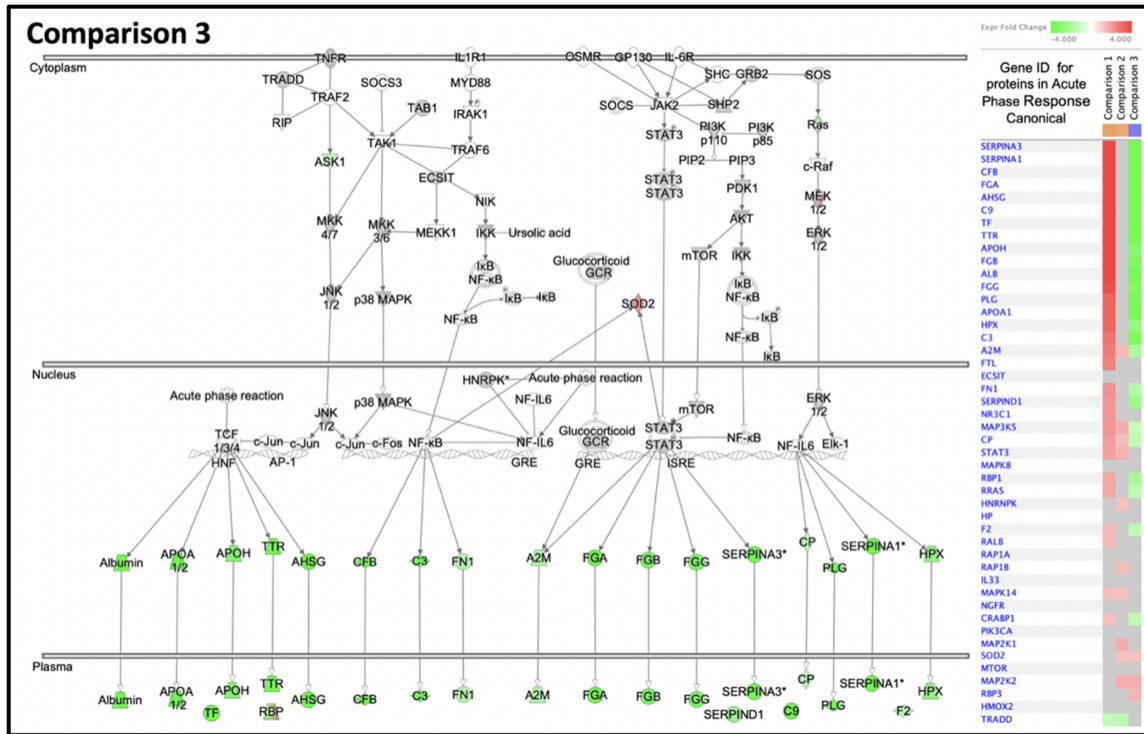 Comparison 3
Expr Fold Change
-4.000 4.000
Gene ID for
proteins in Acute
Phase Response
Canonical
Comparison 1
Comparison 2
Comparison 3
Cytoplasm
TNFR
IL1R1
OSMR
GP130
IL-6R
TRADD
SOCS3
MYD88
SHC
GRB2
SOS
TRAF2
TAB1
IRAK1
SOCS
JAK2
SHP2
RIP
TAK1
TRAF6
STAT3
PI3K
p110
PI3K
p85
Ras
ASK1
ECSIT
PIP2
PIP3
c-Raf
STAT3
STAT3
PDK1
MEK
1/2
NIK
MKK
4/7
MKK
3/6
MEKK1
IKK
Ursolic acid
AKT
ERK
1/2
mTOR
IKK
Glucocorticoid
GCR
IκB
NF-κB
IκB
NF-κB
JNK
1/2
p38 MAPK
IκB
IκB
SOD2
NF-κB
IκB
NF-κB
IκB
Nucleus
Acute phase reaction
HNRPK*
Acute phase reaction
p38 MAPK
NF-IL6
mTOR
ERK
1/2
JNK
1/2
TCF
1/3/4
HNF
c-Jun
c-Jun
AP-1
c-Jun
c-Fos
NF-κB
NF-IL6
GRE
Glucocorticoid
GCR
GRE
STAT3
STAT3
ISRE
NF-κB
NF-IL6
Elk-1
Albumin
APOA
1/2
APOH
TTR
AHSG
CFB
C3
FN1
A2M
FGA
FGB
FGG
SERPINA3*
CP
PLG
SERPINA1*
HPX
Plasma
Albumin
APOA
1/2
TF
APOH
TTR
RBP
AHSG
CFB
C3
FN1
A2M
FGA
FGB
FGG
SERPINA3*
SERPIND1
CP
C9
PLG
SERPINA1*
F2
HPX
SERPINA3
SERPINA1
CFB
FGA
AHSG
C9
TF
TTR
APOH
FGB
ALB
FGG
PLG
APOA1
HPX
C3
A2M
FTL
ECSIT
FN1
SERPIND1
NR3C1
MAP3K5
CP
STAT3
MAPK8
RBP1
RRAS
HNRNPK
HP
F2
RALB
RAP1A
RAP1B
IL33
MAPK14
NGFR
CRABP1
PIK3CA
MAP2K1
SOD2
MTOR
MAP2K2
RBP3
HMOX2
TRADD